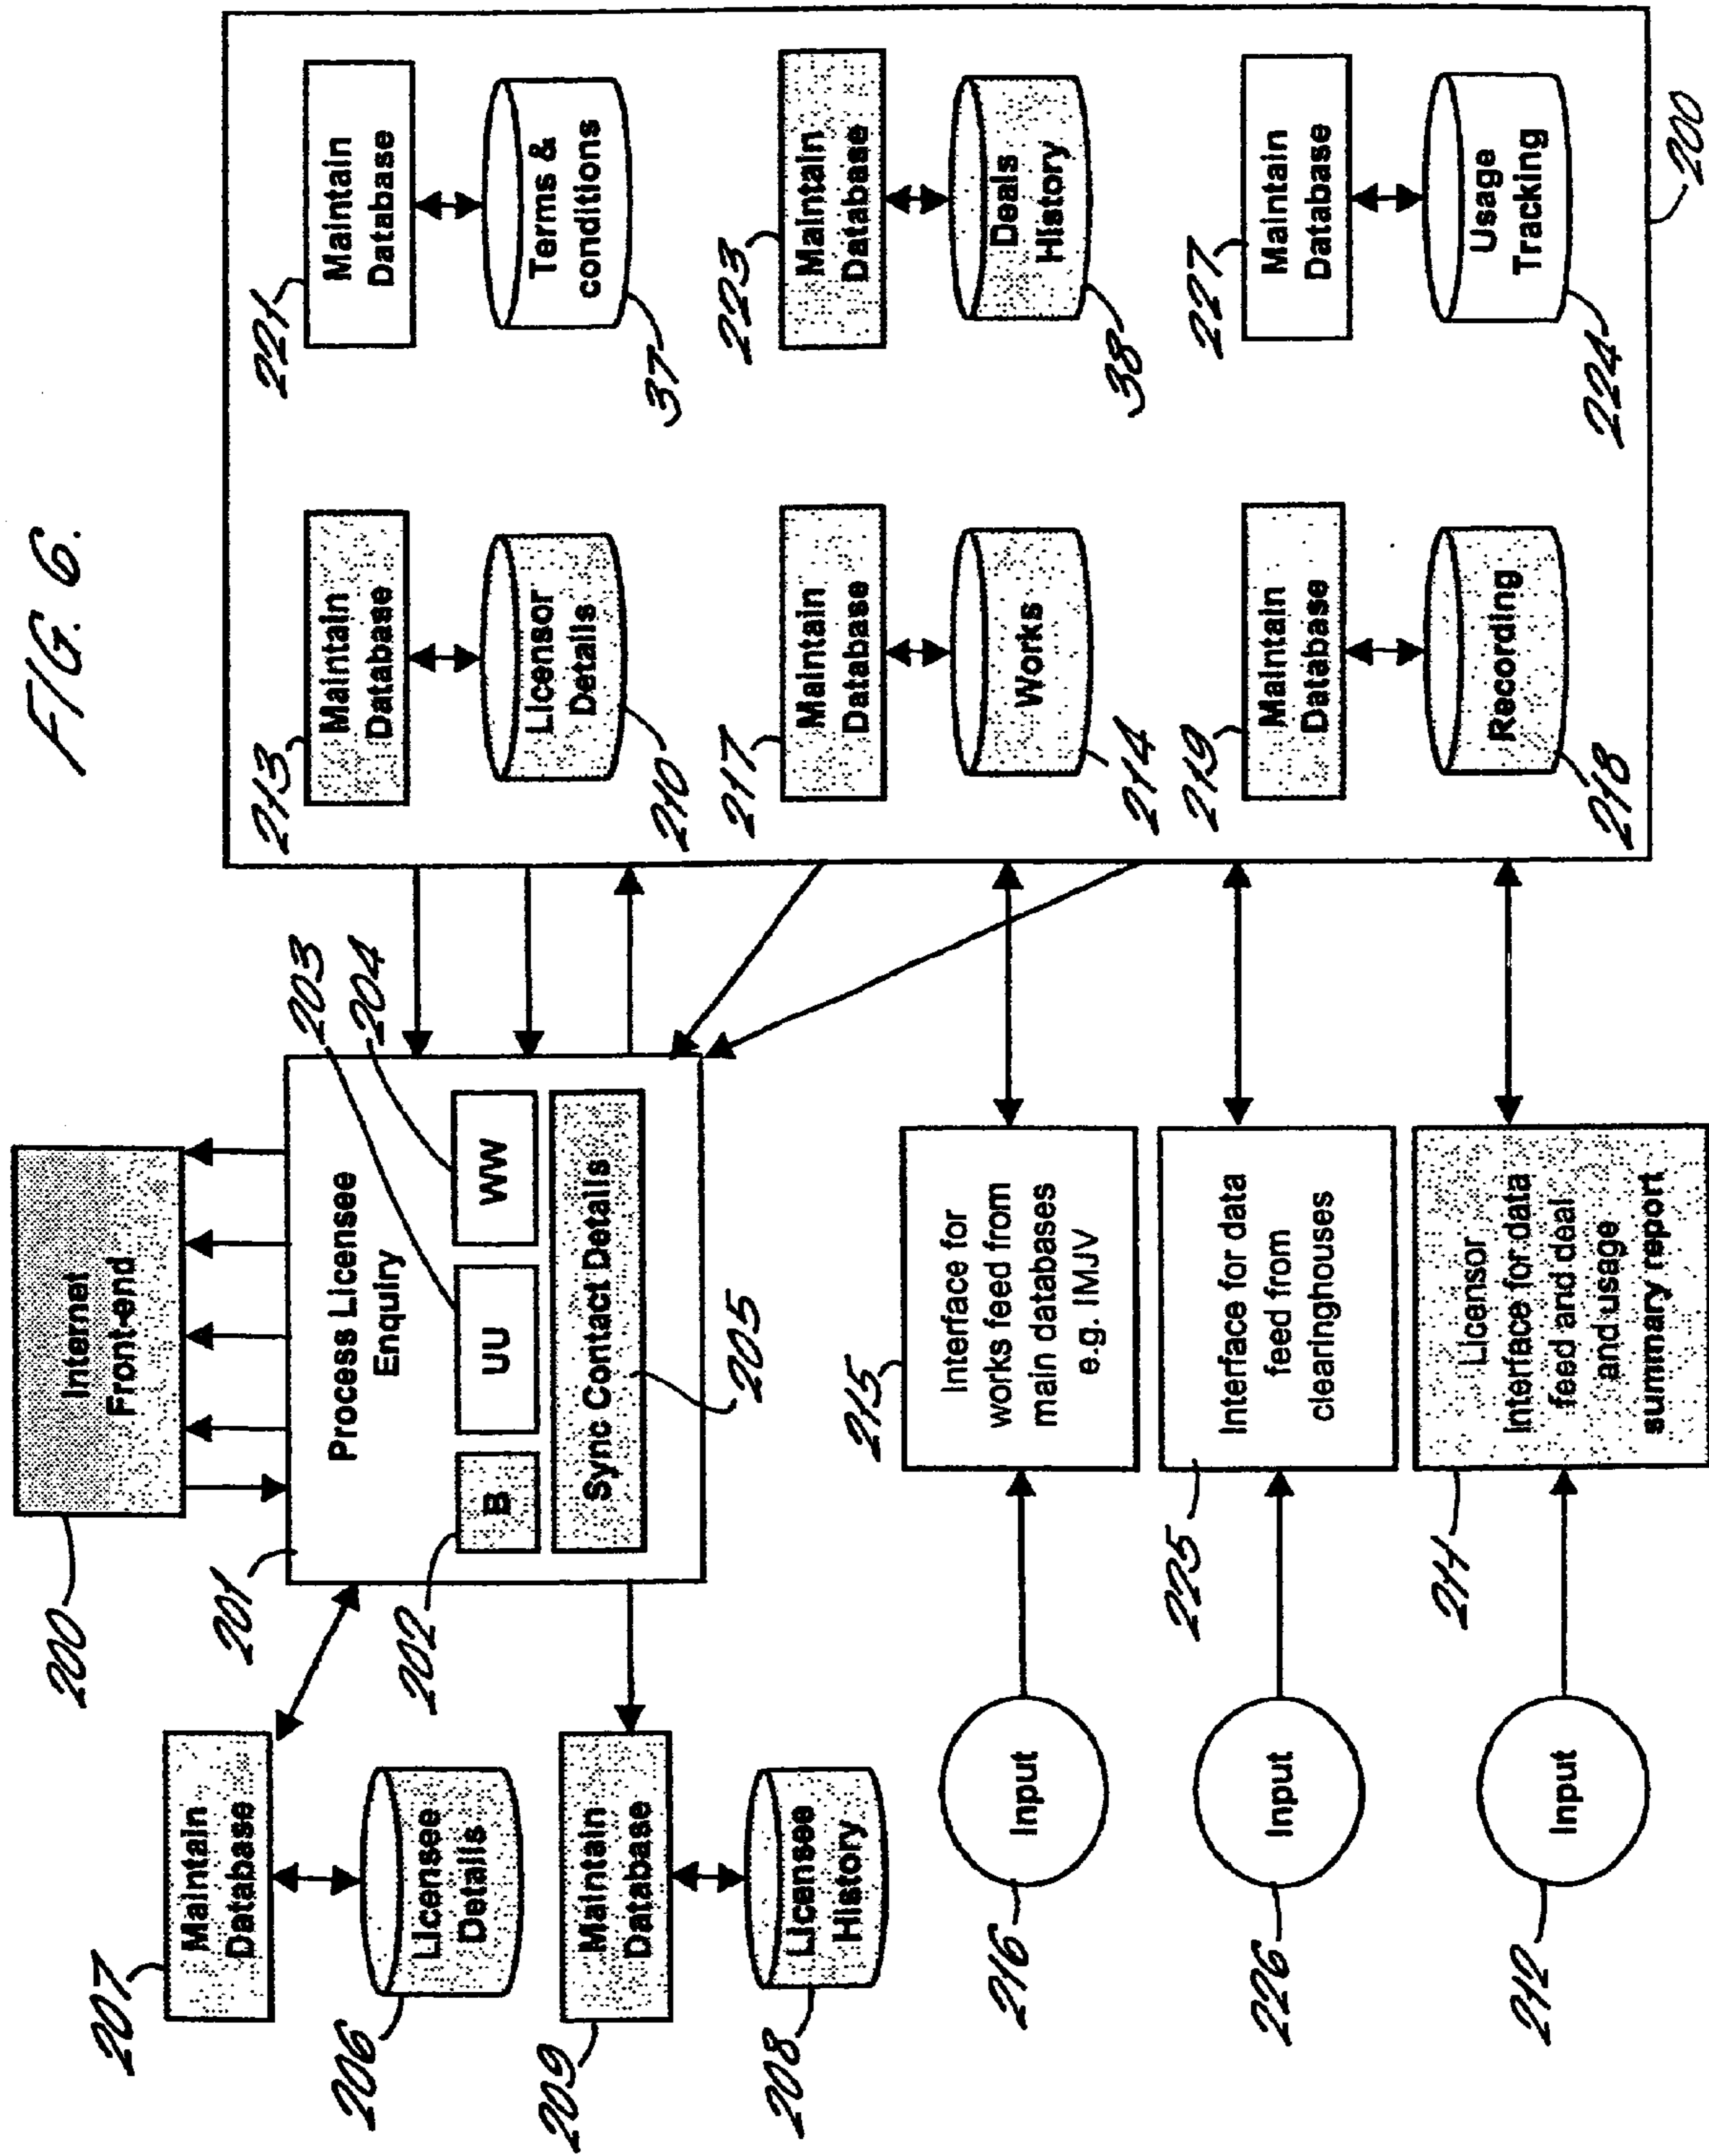 FIG. 6.
200
Internet
Front-end
201
Process Licensee
Enquiry
203
204
202
B
UU
WW
Sync Contact Details
205
207
Maintain
Database
206
Licensee
Details
209
Maintain
Database
208
Licensee
History
213
Maintain
Database
Licensor
Details
210
221
Maintain
Database
Terms &
conditions
37
217
Maintain
Database
Works
214
223
Maintain
Database
Deals
History
38
219
Maintain
Database
Recording
218
227
Maintain
Database
Usage
Tracking
224
200
216
Input
215
Interface for
works feed from
main databases
e.g. IMJV
226
Input
225
Interface for data
feed from
clearinghouses
212
Input
211
Licensor
Interface for data
feed and deal
and usage
summary report